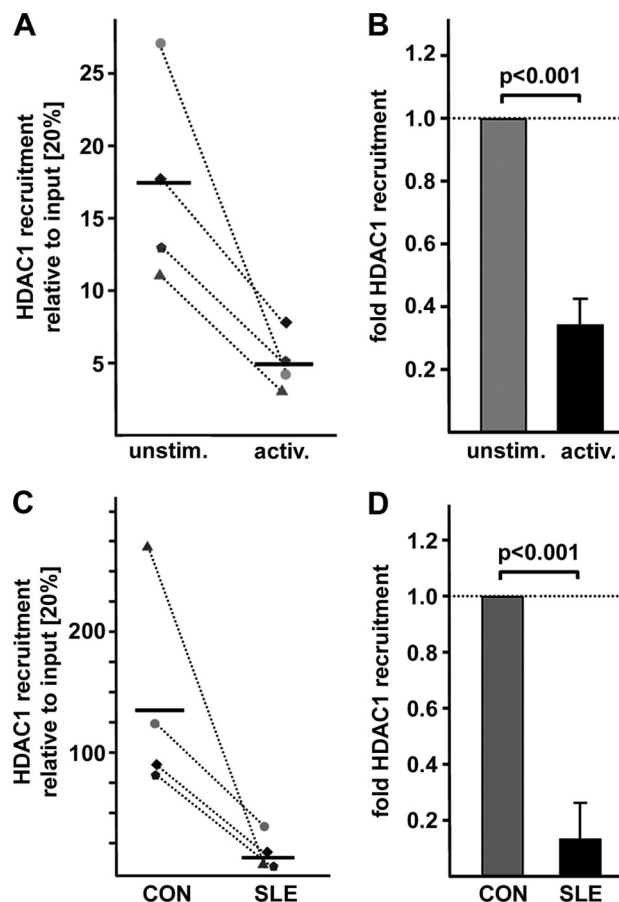 A
HDAC1 recruitment
relative to input [20%]
25
20
15
10
5
unstim.
activ.
B
fold HDAC1 recruitment
1.2
1.0
0.8
0.6
0.4
0.2
p<0.001
unstim.
activ.
C
HDAC1 recruitment
relative to input [20%]
200
100
CON
SLE
D
fold HDAC1 recruitment
1.2
1.0
0.8
0.6
0.4
0.2
p<0.001
CON
SLE